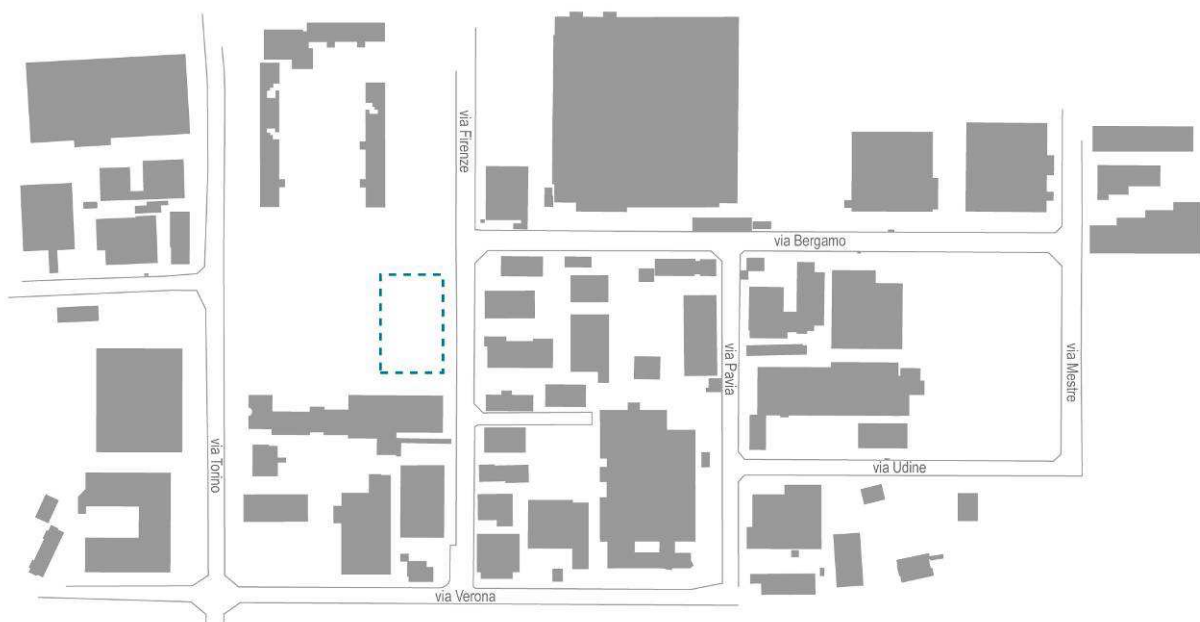 via Firenze
via Bergamo
via Pavia
via Mestre
via Torino
via Udine
via Verona